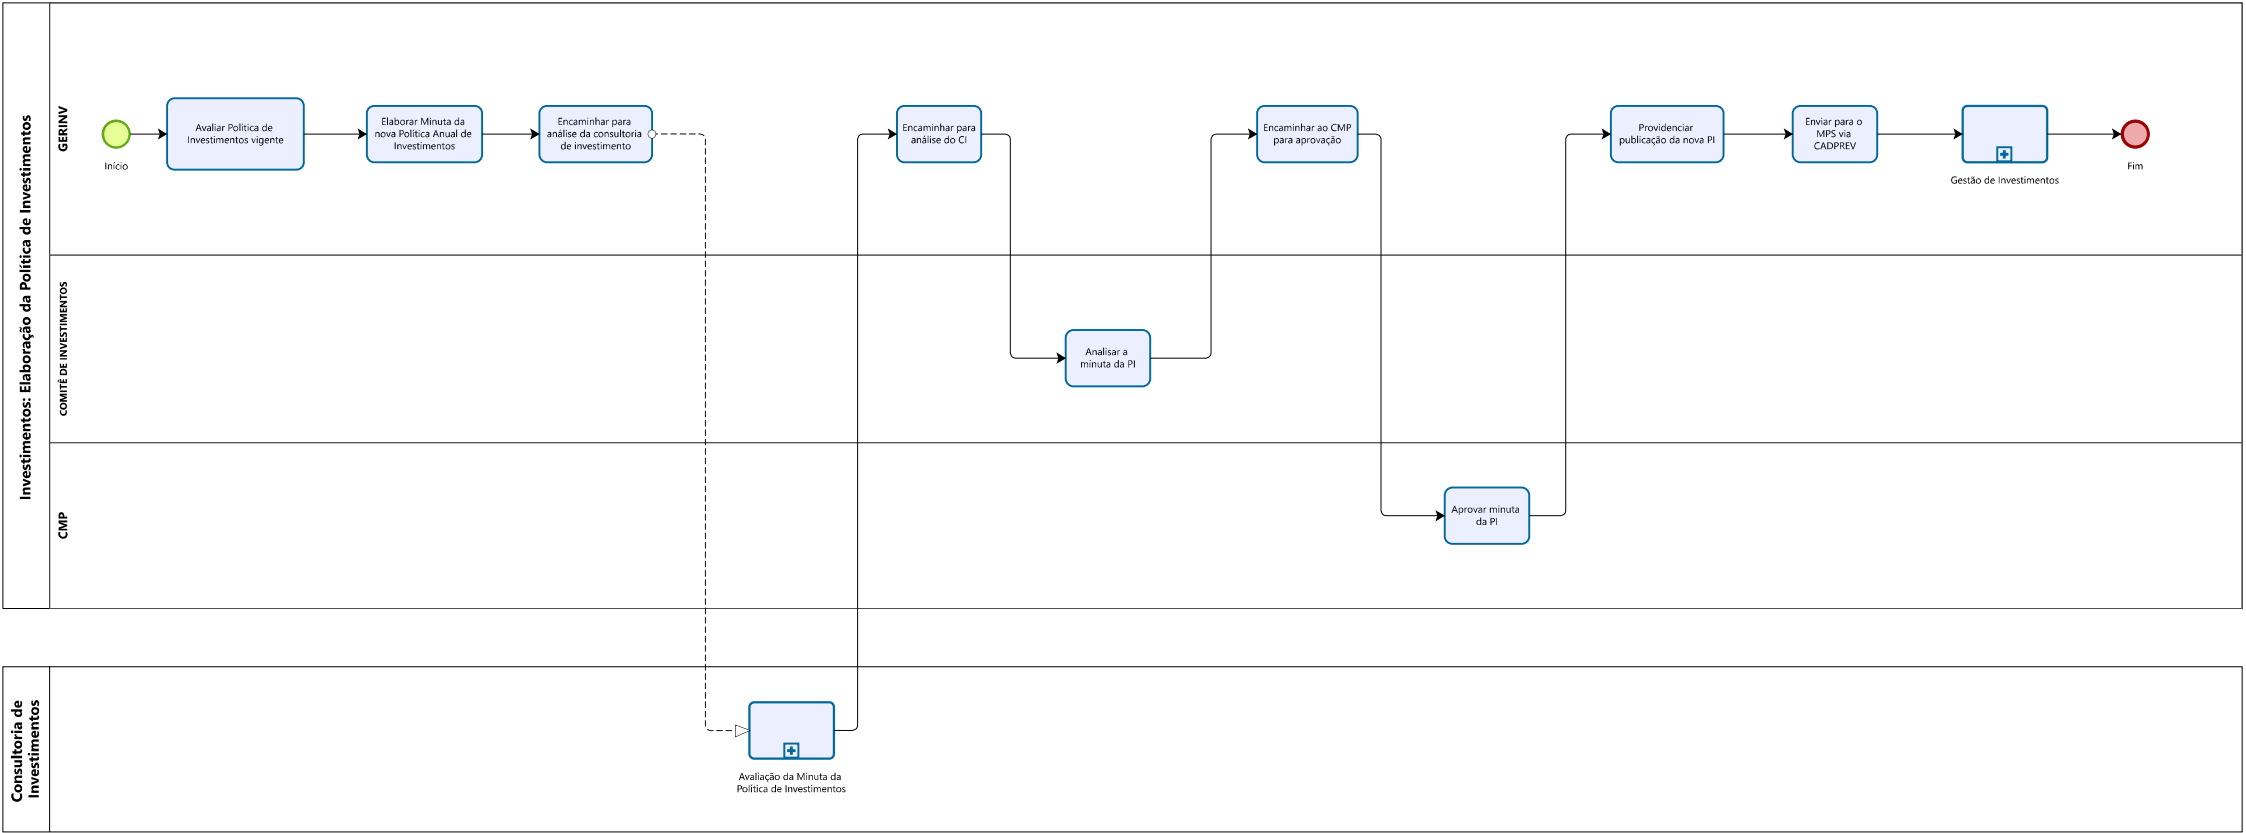 Investimentos: Elaboração da Política de Investimentos
GERINV
Início
Avaliar Política de
Investimentos vigente
Elaborar Minuta da
nova Política Anual de
Investimentos
Encaminhar para
análise da consultoria
de investimento
Encaminhar para
análise do CI
Encaminhar ao CMP
para aprovação
Providenciar
publicação da nova PI
Enviar para o
MPS via
CADPREV
Gestão de Investimentos
Fim
COMITÊ DE INVESTIMENTOS
Analisar a
minuta da PI
CMP
Aprovar minuta
da PI
Consultoria de
Investimentos
Avaliação da Minuta da
Política de Investimentos